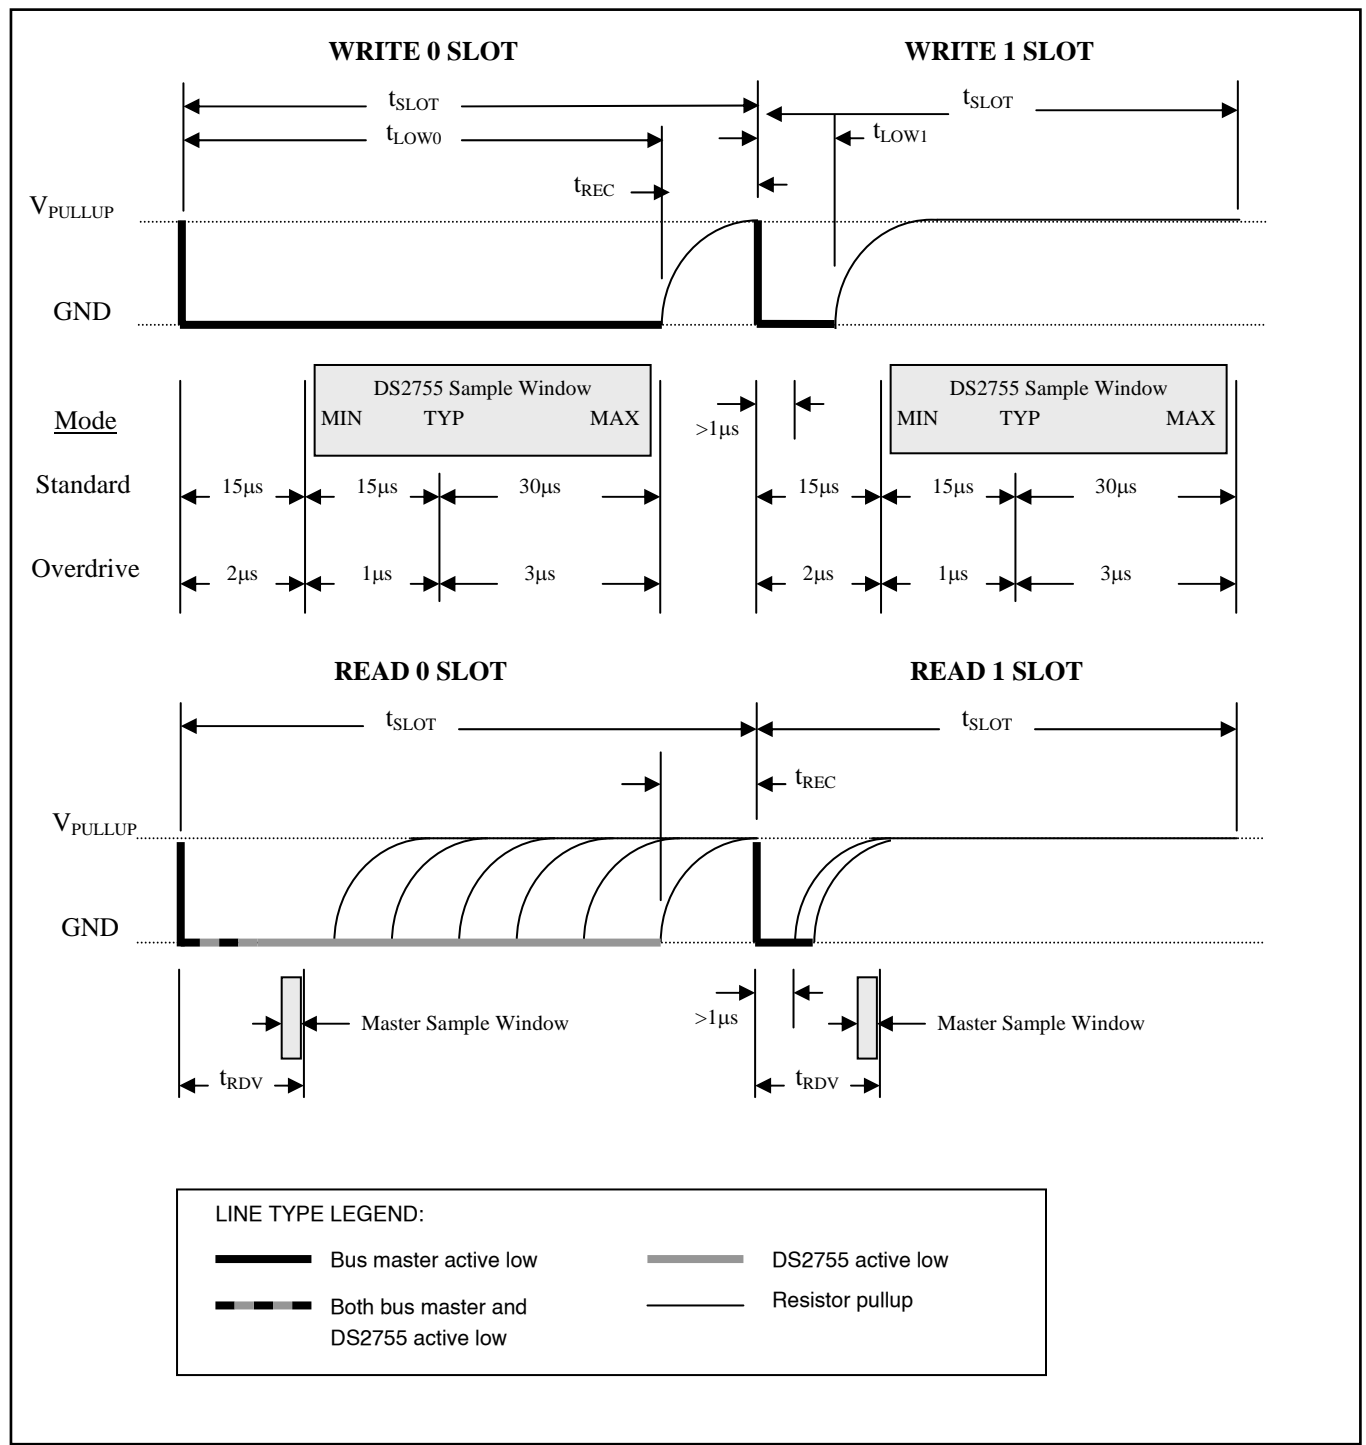 WRITE 0 SLOT WRITE 1 SLOT
tSLOT tSLOT
tLOW0 tLOW1
tREC
VPULLUP
GND
DS2755 Sample Window DS2755 Sample Window
Mode MIN TYP MAX >1μs MIN TYP MAX
Standard 15μs 15μs 30μs 15μs 15μs 30μs
Overdrive 2μs 1μs 3μs 2μs 1μs 3μs
READ 0 SLOT READ 1 SLOT
tSLOT tSLOT
tREC
VPULLUP
GND
>1μs
Master Sample Window Master Sample Window
tRDV tRDV
LINE TYPE LEGEND:
Bus master active low DS2755 active low
Both bus master and Resistor pullup
DS2755 active low